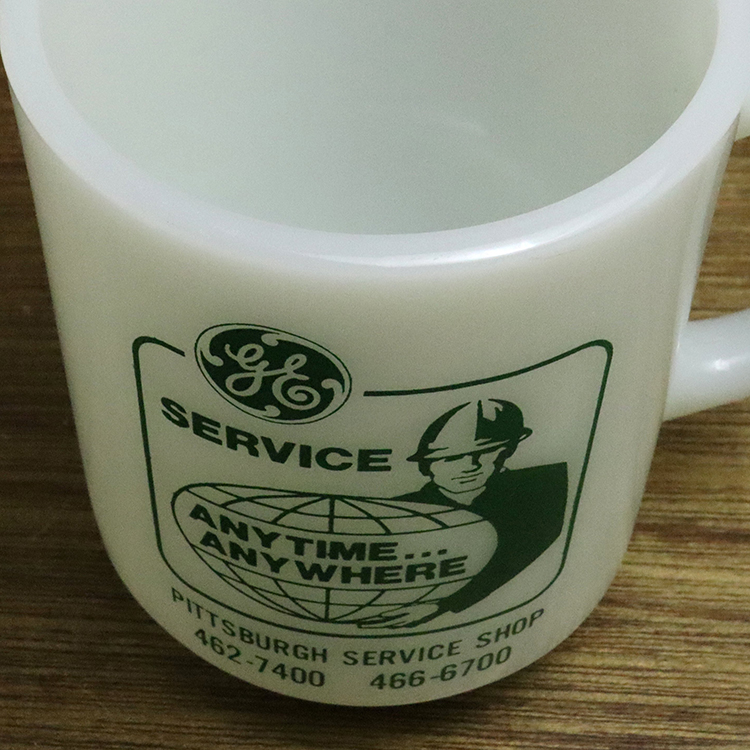 GE
SERVICE
ANYTIME...
ANYWHERE
PITTSBURGH SERVICE SHOP
462-7400 466-6700